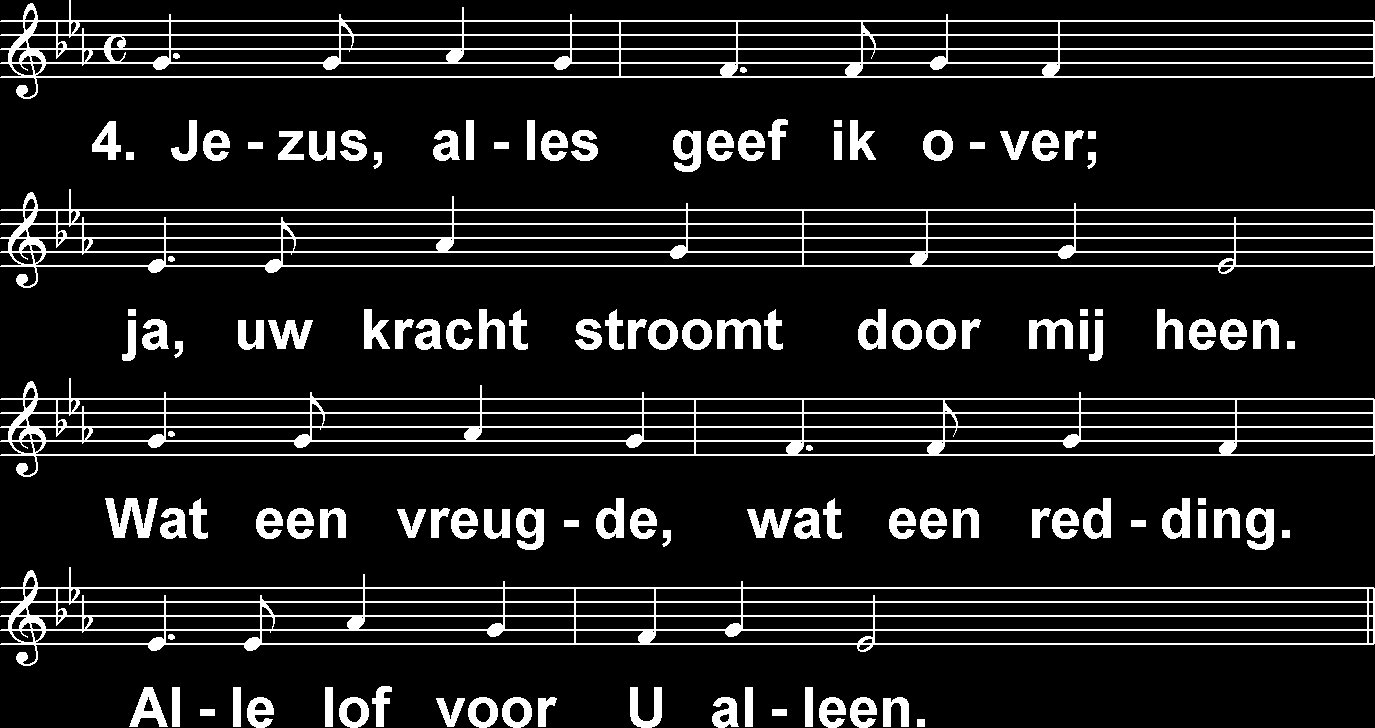 4. Je - zus, al - les geef ik o - ver;
ja, uw kracht stroomt door mij heen.
Wat een vreug - de, wat een red - ding.
Al - le lof voor U al - leen.